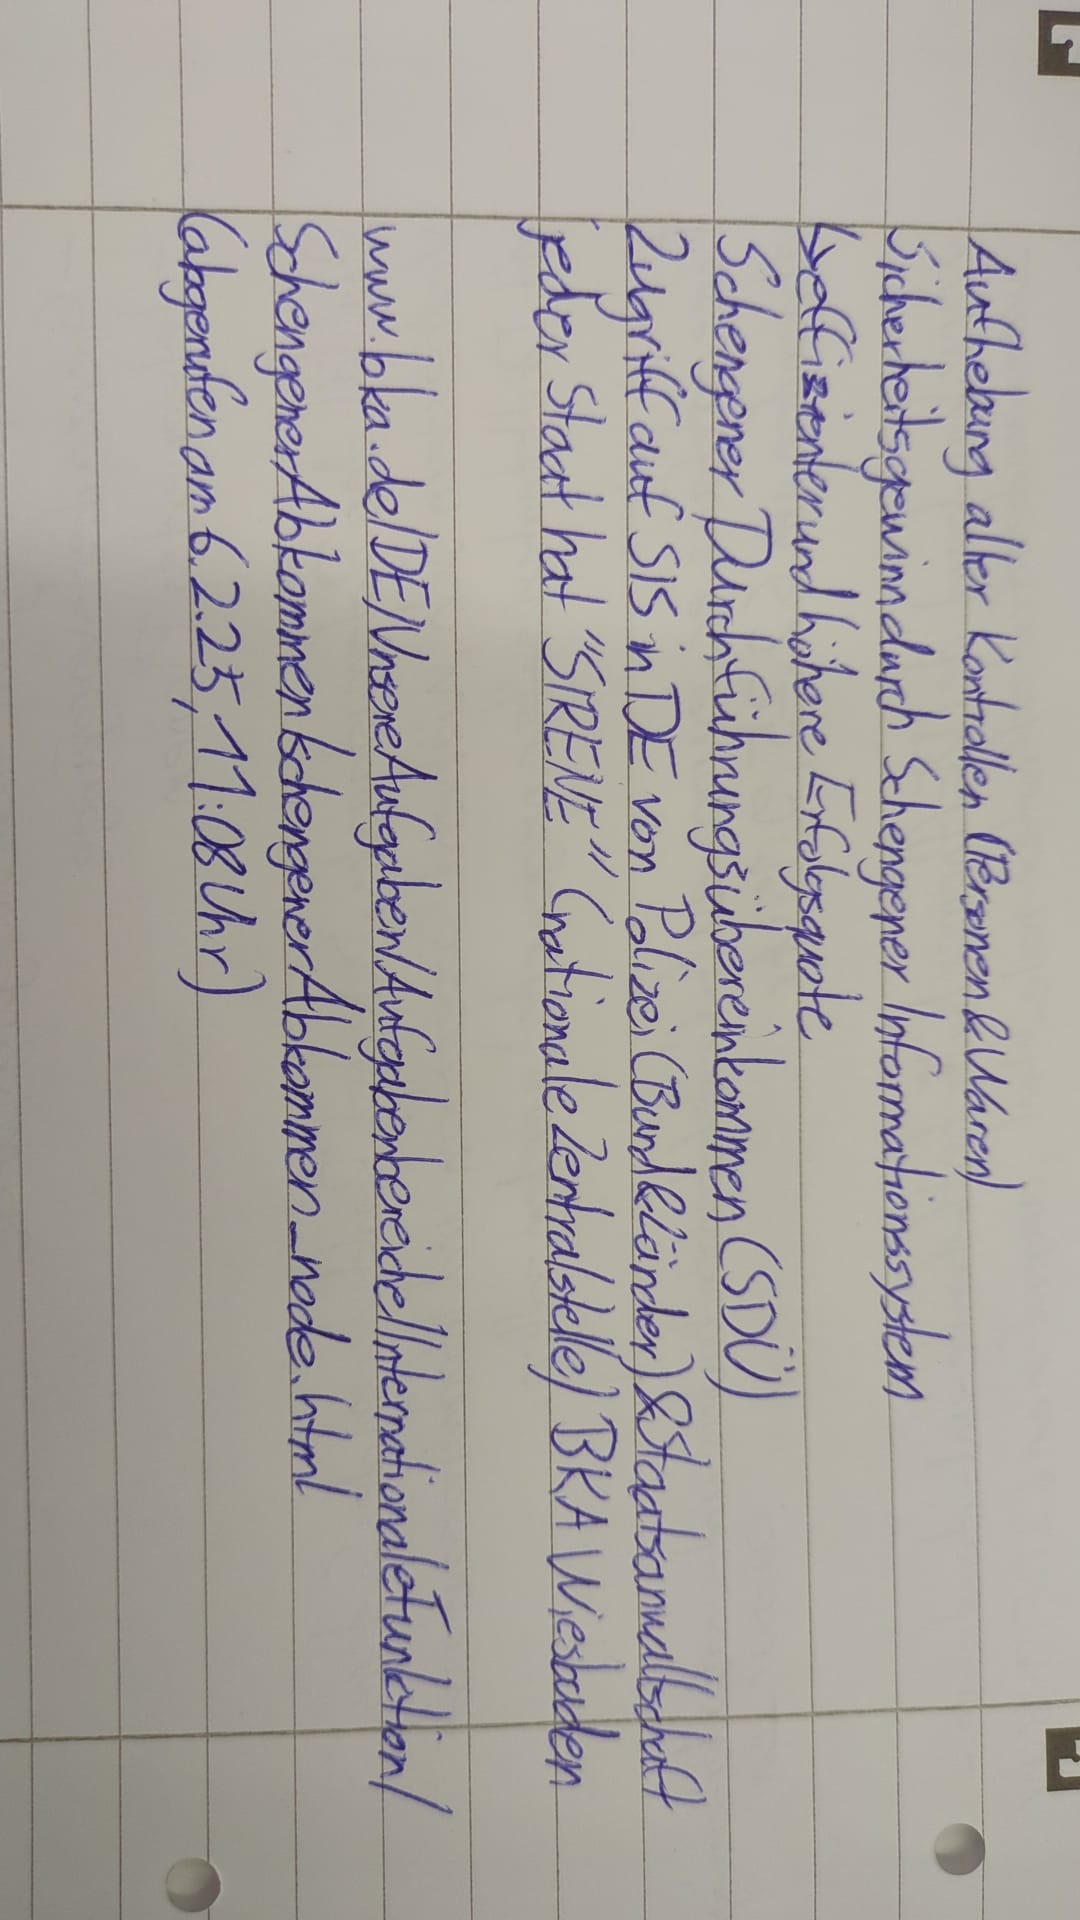 Aufhebung aller Kontrollen (Personen & Waren)
Sicherheitsgewinn durch Schengener Informationssystem
↳ effizienter und höhere Erfolgsquote
Schengener Durchführungsübereinkommen (SDÜ)
Zugriff auf SIS in DE von Polizei (Bund & Länder) & Staatsanwaltschaft
jeder Staat hat "SIRENE" (nationale Zentralstelle) BKA Wiesbaden
www.bka.de/DE/UnsereAufgaben/Aufgabenbereiche/InternationaleFunktion/
SchengenerAbkommen/schengenerAbkommen_node.html
(abgerufen am 6.2.25, 11:08 Uhr)